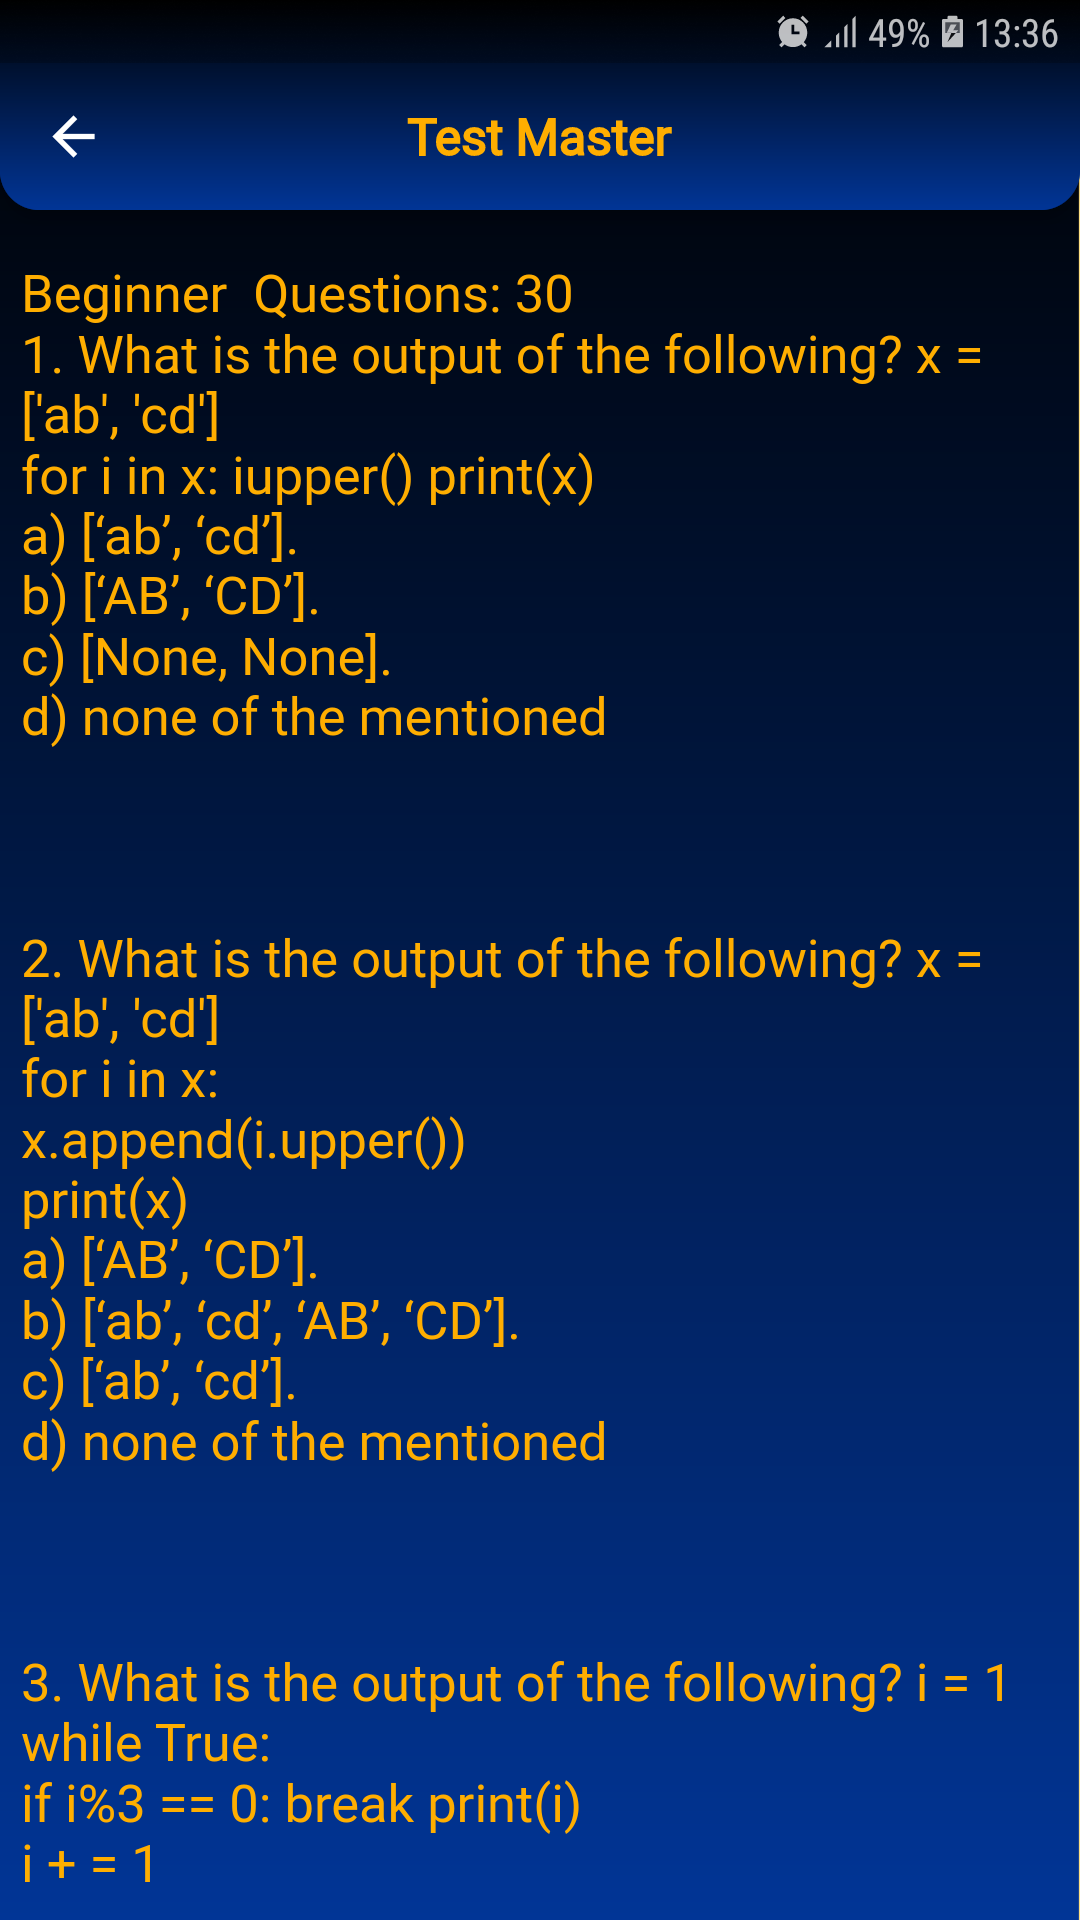 49% 13:36
Test Master
Beginner  Questions: 30
1. What is the output of the following? x =
['ab', 'cd']
for i in x: iupper() print(x)
a) [‘ab’, ‘cd’].
b) [‘AB’, ‘CD’].
c) [None, None].
d) none of the mentioned
2. What is the output of the following? x =
['ab', 'cd']
for i in x:
x.append(i.upper())
print(x)
a) [‘AB’, ‘CD’].
b) [‘ab’, ‘cd’, ‘AB’, ‘CD’].
c) [‘ab’, ‘cd’].
d) none of the mentioned
3. What is the output of the following? i = 1
while True:
if i%3 == 0: break print(i)
i + = 1